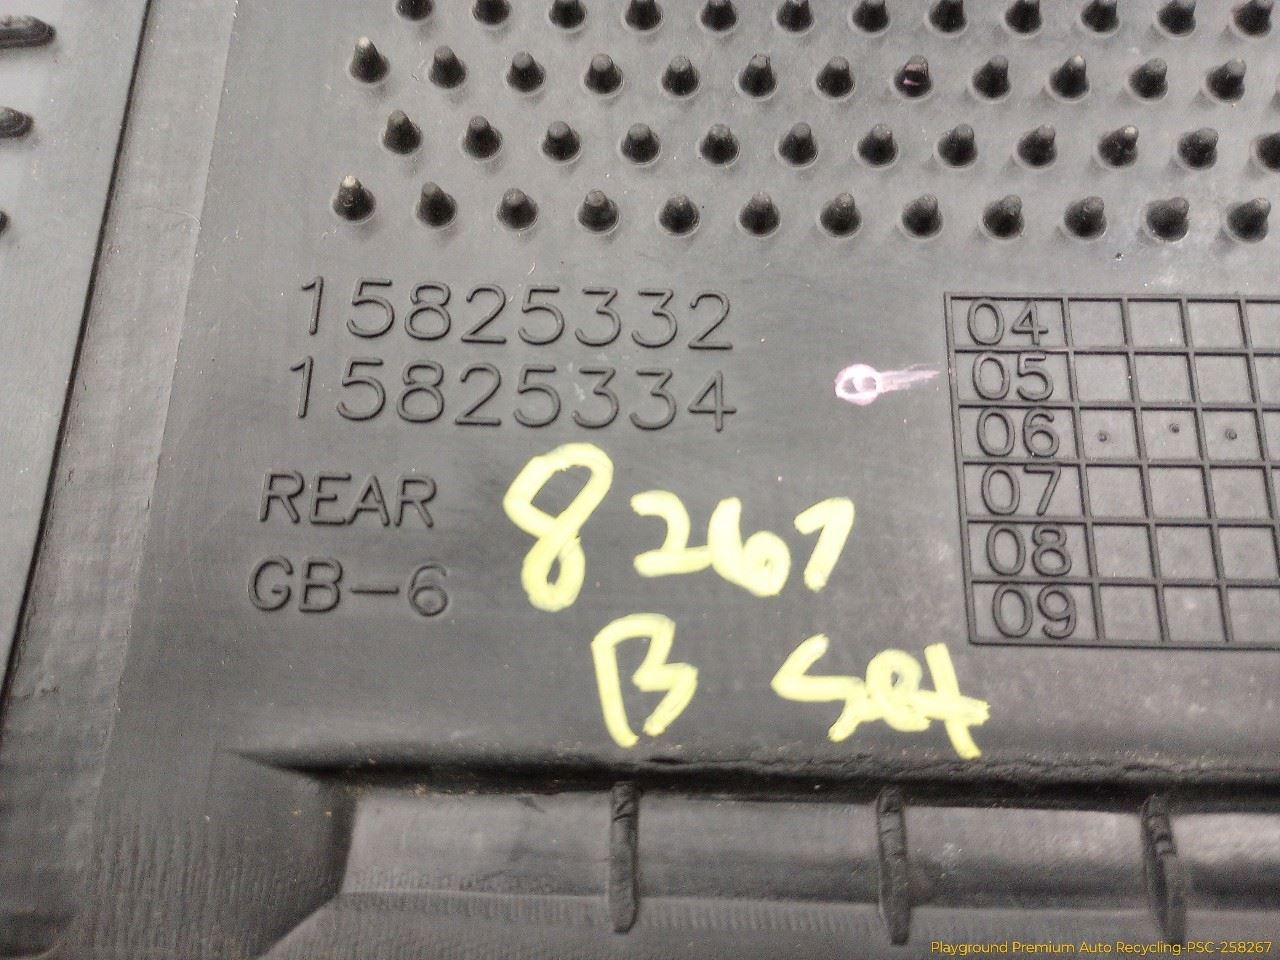 15825332
15825334
REAR
GB-6
8267
B Set
04
05
06
07
08
09
Playground Premium Auto Recycling-PSC-258267